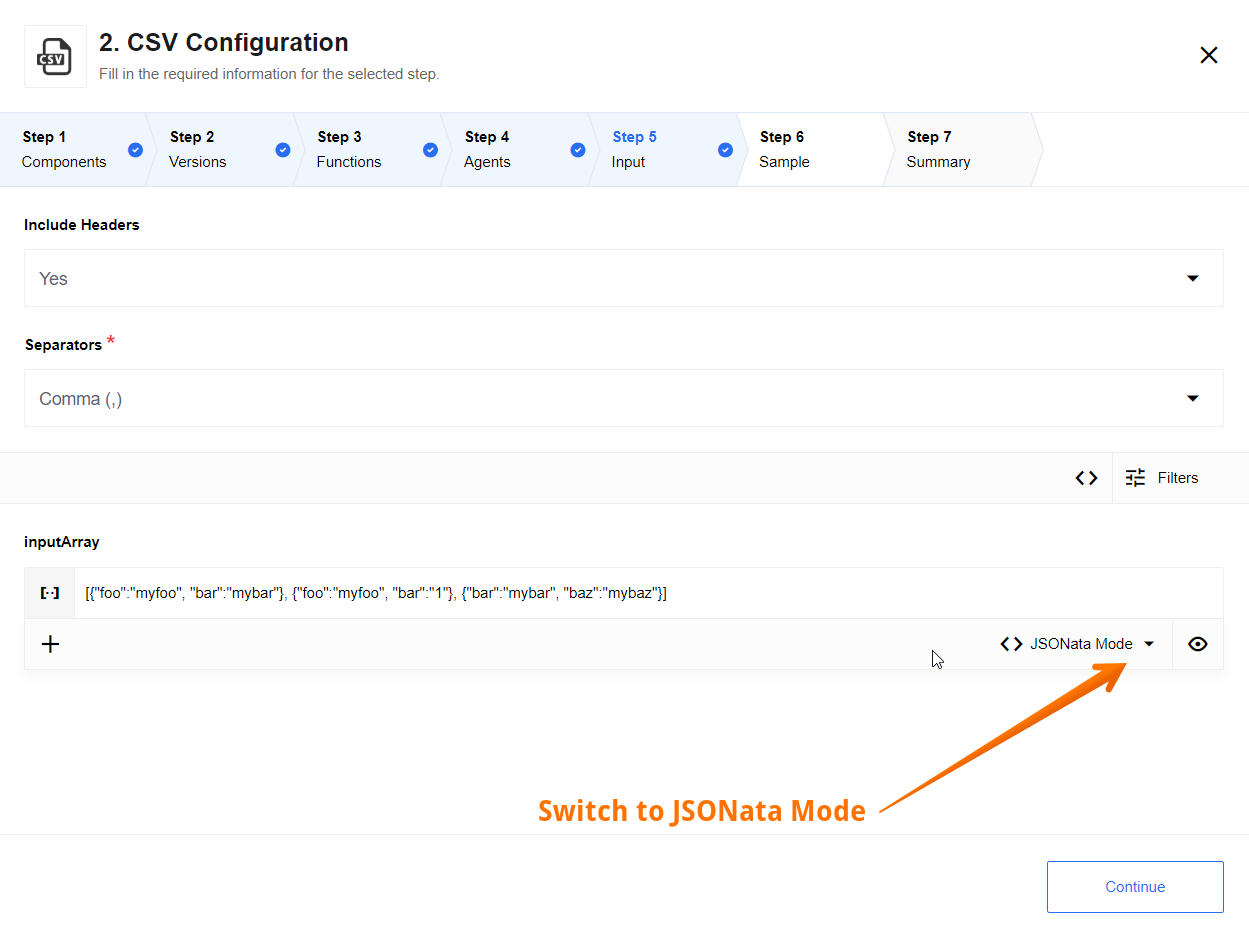 CSV
2. CSV Configuration
Fill in the required information for the selected step.
Step 1
Components
Step 2
Versions
Step 3
Functions
Step 4
Agents
Step 5
Input
Step 6
Sample
Step 7
Summary
Include Headers
Yes
Separators *
Comma (,)
Filters
inputArray
[{"foo":"myfoo", "bar":"mybar"}, {"foo":"myfoo", "bar":"1"}, {"bar":"mybar", "baz":"mybaz"}]
JSONata Mode
Switch to JSONata Mode
Continue